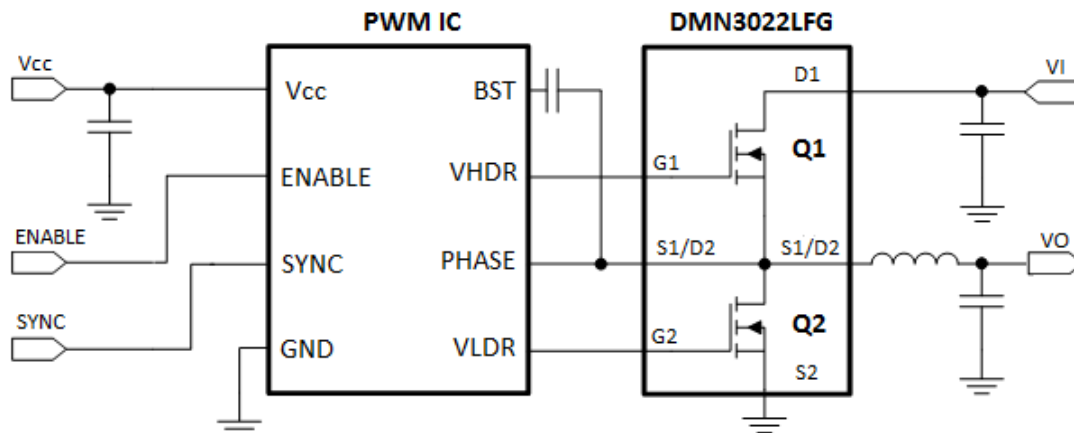 PWM IC
DMN3022LFG
Vcc
Vcc
BST
D1
VI
Q1
G1
ENABLE
VHDR
ENABLE
SYNC
PHASE
S1/D2
S1/D2
VO
SYNC
GND
VLDR
G2
Q2
S2